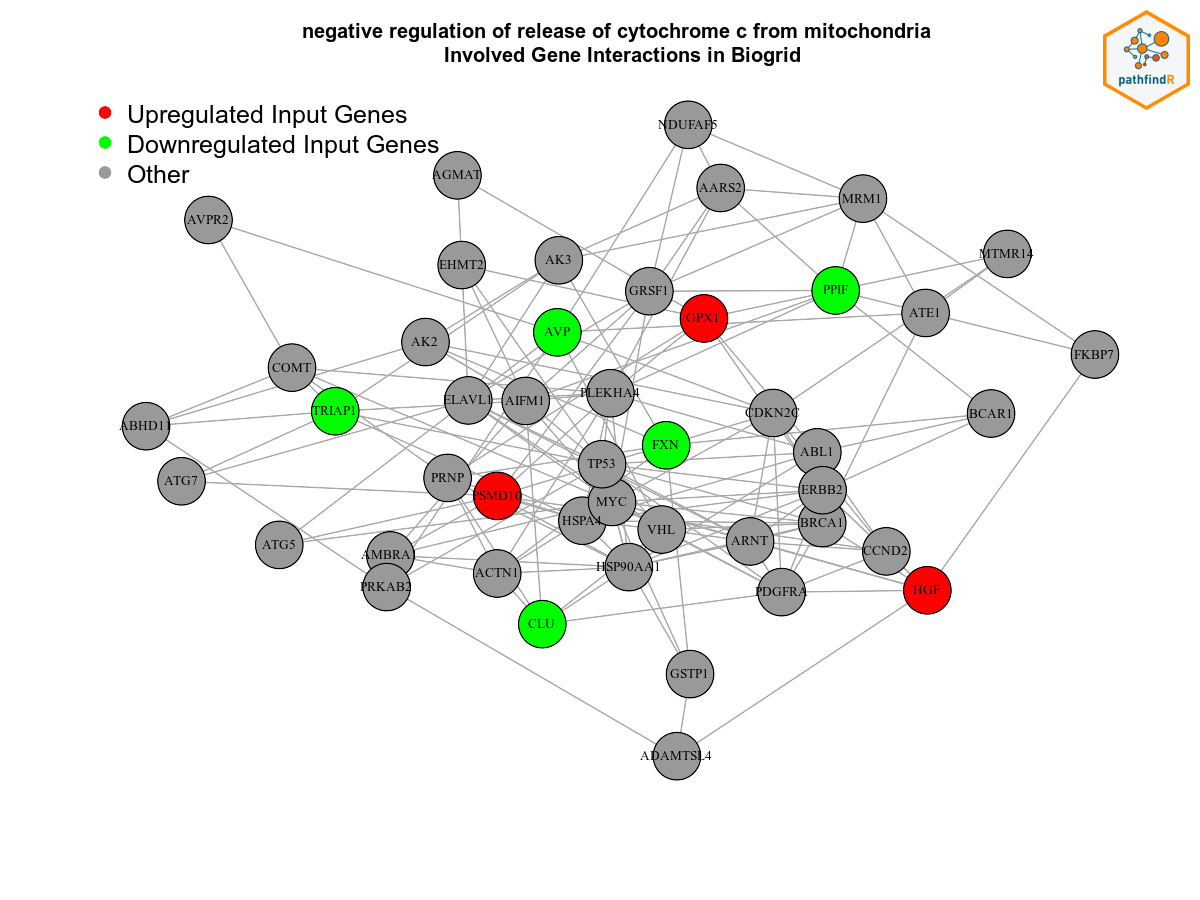 negative regulation of release of cytochrome c from mitochondria
Involved Gene Interactions in Biogrid
pathfindR
Upregulated Input Genes
Downregulated Input Genes
Other
NDUFAF5
AGMAT
AARS2
MRM1
AVPR2
MTMR14
AK3
EHMT2
GRSF1
PPIF
ATE1
GPX1
AVP
AK2
FKBP7
COMT
PLEKHA4
ELAVL1
AIFM1
TRIAP1
CDKN2C
BCAR1
ABHD11
FXN
ABL1
TP53
PRNP
ATG7
ERBB2
PSMD10
MYC
HSPA4
BRCA1
VHL
ARNT
ATG5
CCND2
AMBRA
HSP90AA1
ACTN1
PRKAB2
HGF
PDGFRA
CLU
GSTP1
ADAMTSL4